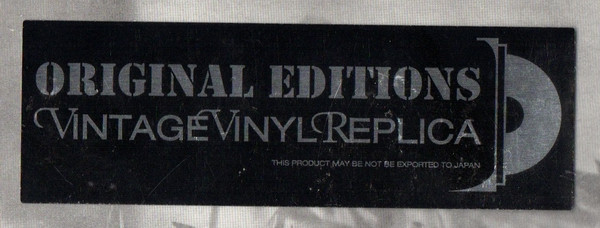 ORIGINAL EDITIONS
VINTAGEVINYLREPLICA
THIS PRODUCT MAY BE NOT BE EXPORTED TO JAPAN